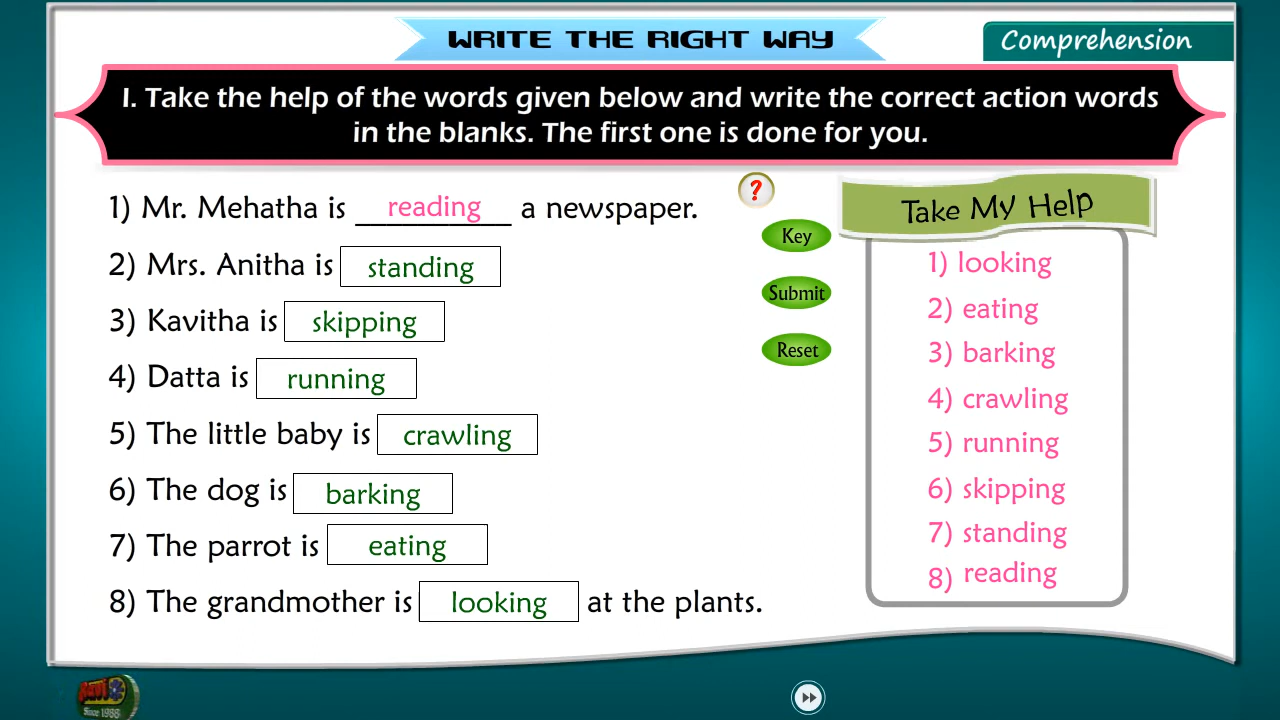 WRITE THE RIGHT WAY
Comprehension
I. Take the help of the words given below and write the correct action words
in the blanks. The first one is done for you.
1) Mr. Mehatha is reading a newspaper.
2) Mrs. Anitha is standing
3) Kavitha is skipping
4) Datta is running
5) The little baby is crawling
6) The dog is barking
7) The parrot is eating
8) The grandmother is looking at the plants.
?
Key
Submit
Reset
Take My Help
1) looking
2) eating
3) barking
4) crawling
5) running
6) skipping
7) standing
8) reading
Ravi
Since 1988